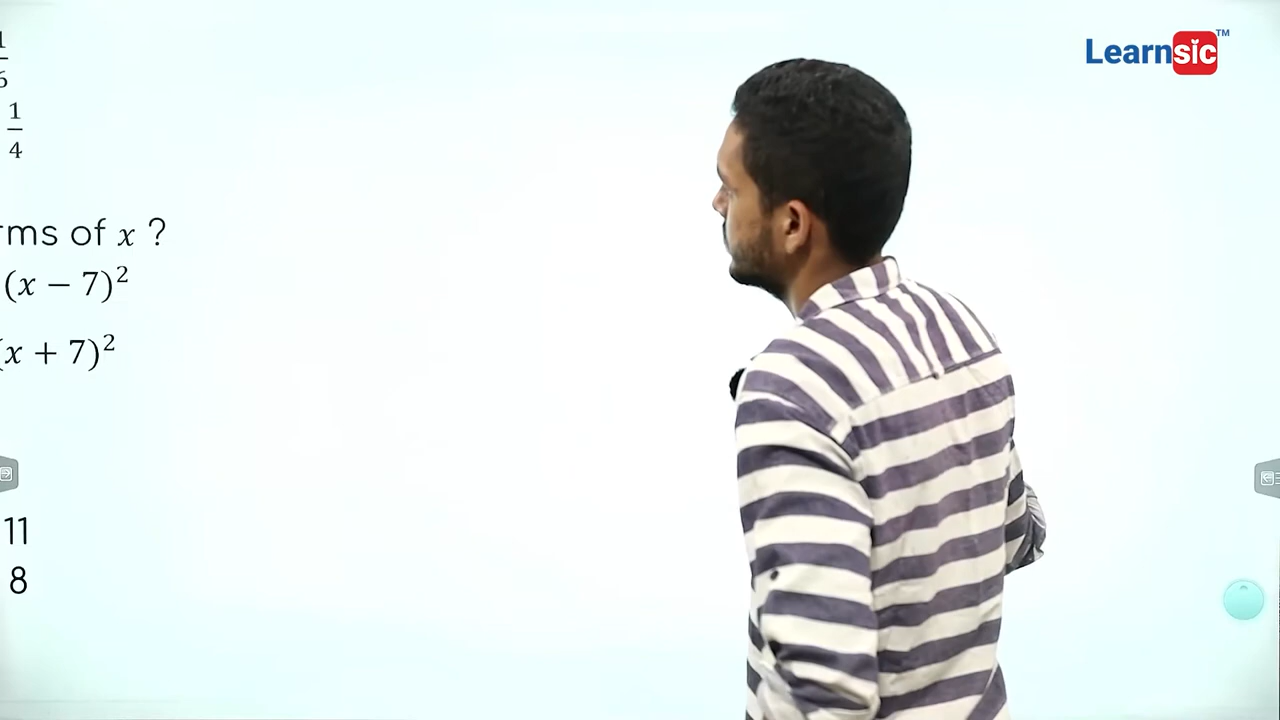 Learnsic™
1
6
1
4
rms of x ?
(x − 7)²
(x + 7)²
11
8